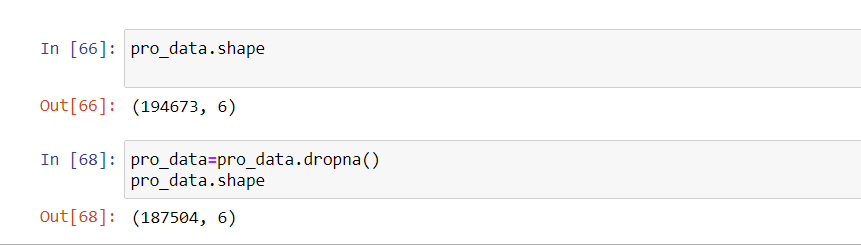 In [66]: pro_data.shape
Out[66]: (194673, 6)
In [68]: pro_data=pro_data.dropna()
pro_data.shape
Out[68]: (187504, 6)